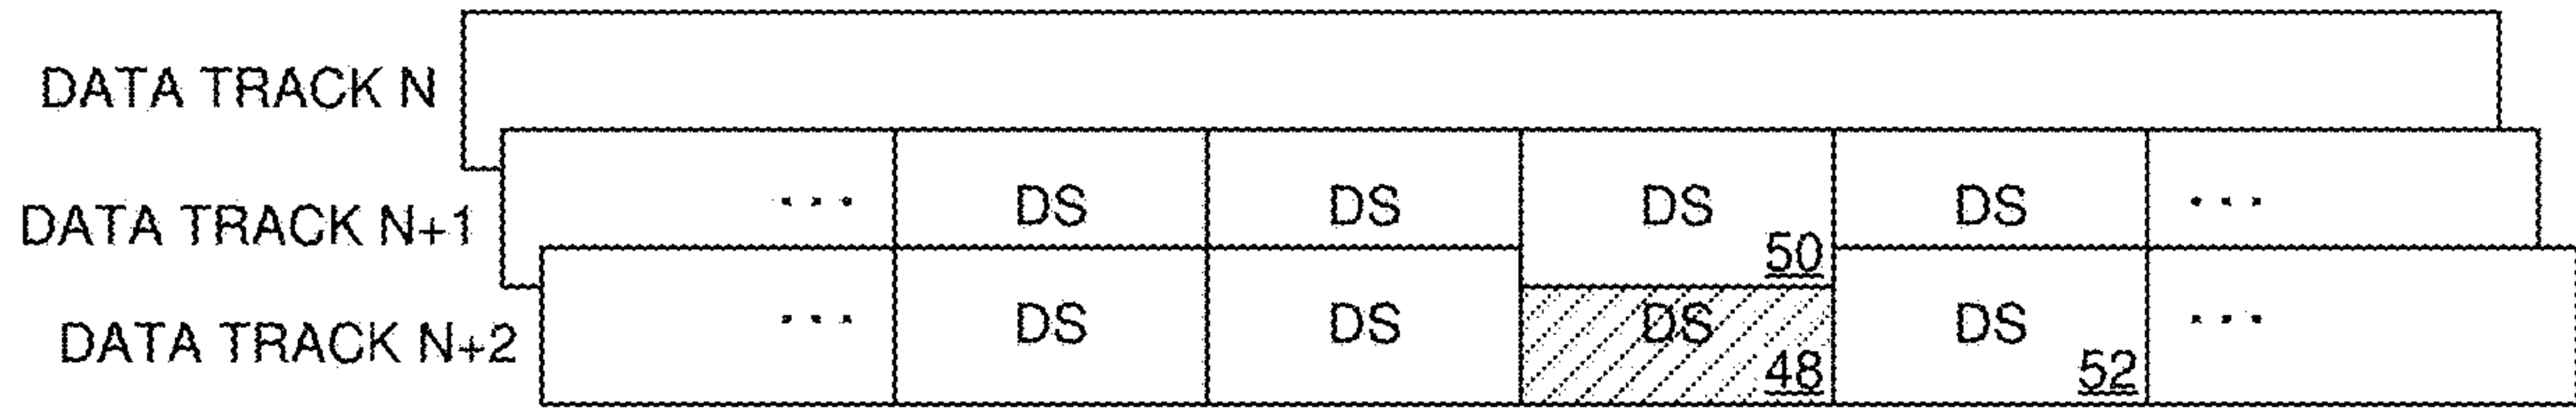 DATA TRACK N
DATA TRACK N+1 ... DS DS DS 50 DS ...
DATA TRACK N+2 ... DS DS DS 48 DS 52 ...